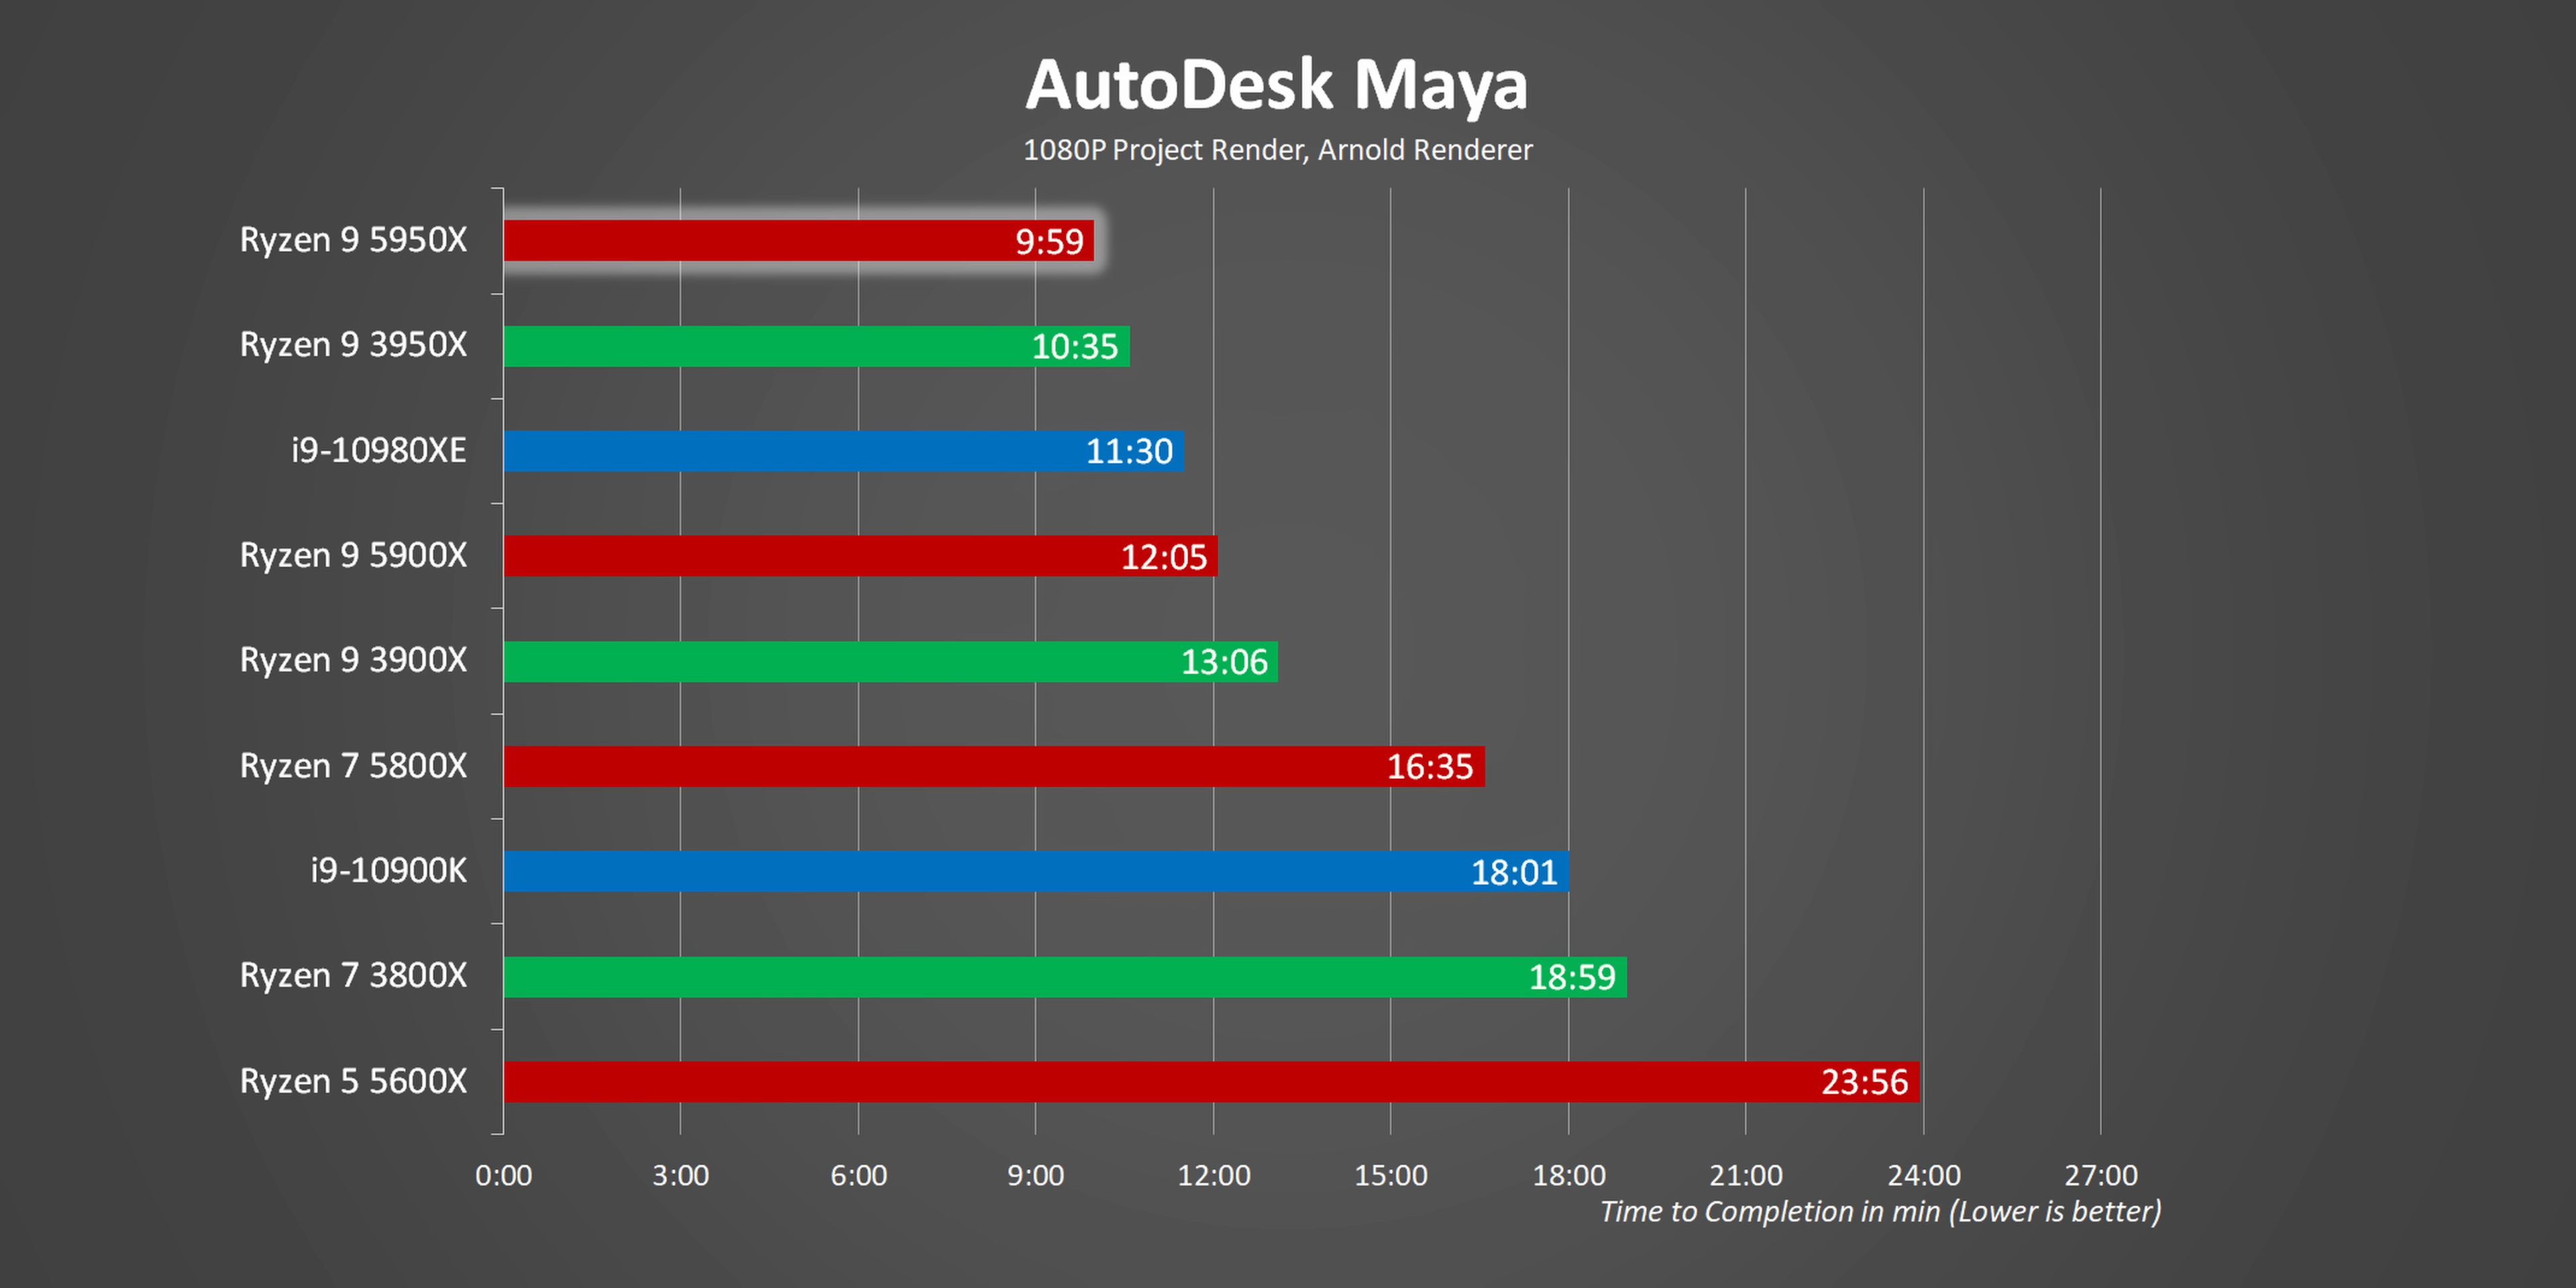 AutoDesk Maya
1080P Project Render, Arnold Renderer
Ryzen 9 5950X 9:59
Ryzen 9 3950X 10:35
i9-10980XE 11:30
Ryzen 9 5900X 12:05
Ryzen 9 3900X 13:06
Ryzen 7 5800X 16:35
i9-10900K 18:01
Ryzen 7 3800X 18:59
Ryzen 5 5600X 23:56
0:00 3:00 6:00 9:00 12:00 15:00 18:00 21:00 24:00 27:00
Time to Completion in min (Lower is better)